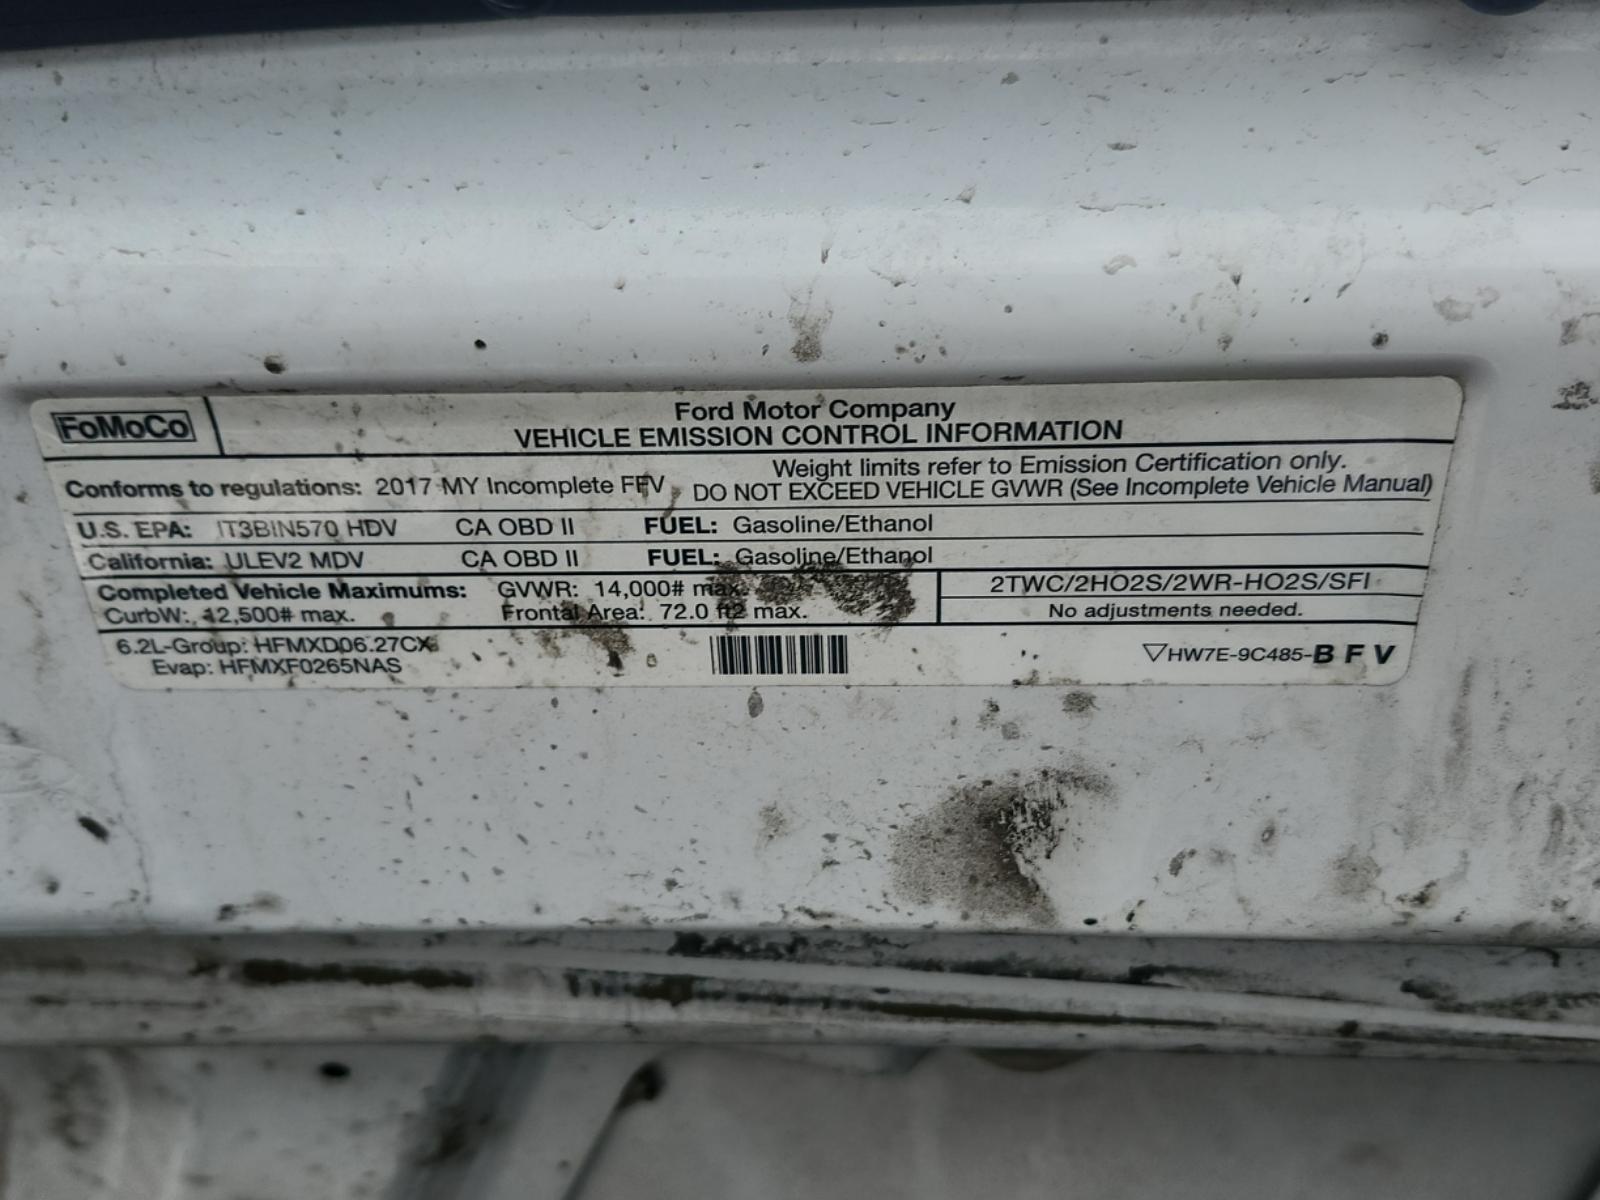 FoMoCo
Ford Motor Company
VEHICLE EMISSION CONTROL INFORMATION
Conforms to regulations: 2017 MY Incomplete FFV
Weight limits refer to Emission Certification only.
DO NOT EXCEED VEHICLE GVWR (See Incomplete Vehicle Manual)
U.S. EPA: IT3BIN570 HDV CA OBD II FUEL: Gasoline/Ethanol
California: ULEV2 MDV CA OBD II FUEL: Gasoline/Ethanol
Completed Vehicle Maximums: GVWR: 14,000# max.
CurbW: 12,500# max. Frontal Area: 72.0 ft2 max.
2TWC/2HO2S/2WR-HO2S/SFI
No adjustments needed.
6.2L-Group: HFMXD06.27CX
Evap: HFMXF0265NAS
▽HW7E-9C485-B F V